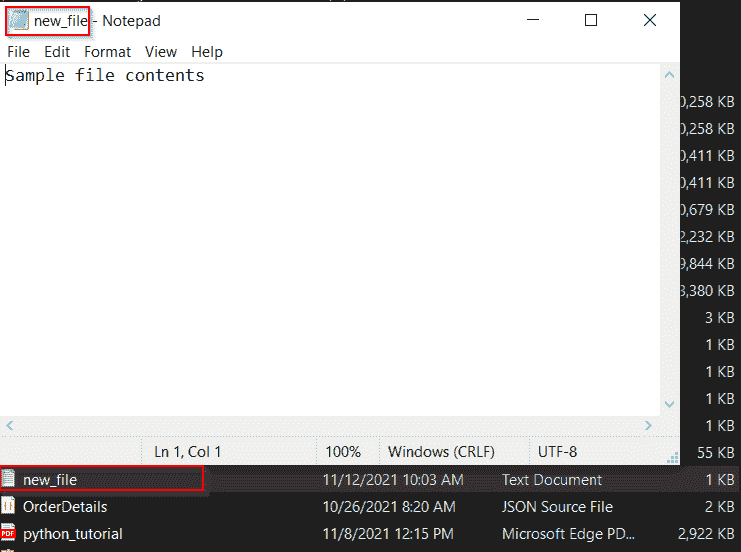 new_file - Notepad
File Edit Format View Help
Sample file contents
0,258 KB
0,258 KB
0,411 KB
0,411 KB
0,679 KB
2,232 KB
9,844 KB
3,380 KB
3 KB
1 KB
1 KB
1 KB
1 KB
Ln 1, Col 1 100% Windows (CRLF) UTF-8 55 KB
new_file 11/12/2021 10:03 AM Text Document 1 KB
OrderDetails 10/26/2021 8:20 AM JSON Source File 2 KB
PDF python_tutorial 11/8/2021 12:15 PM Microsoft Edge PD... 2,922 KB